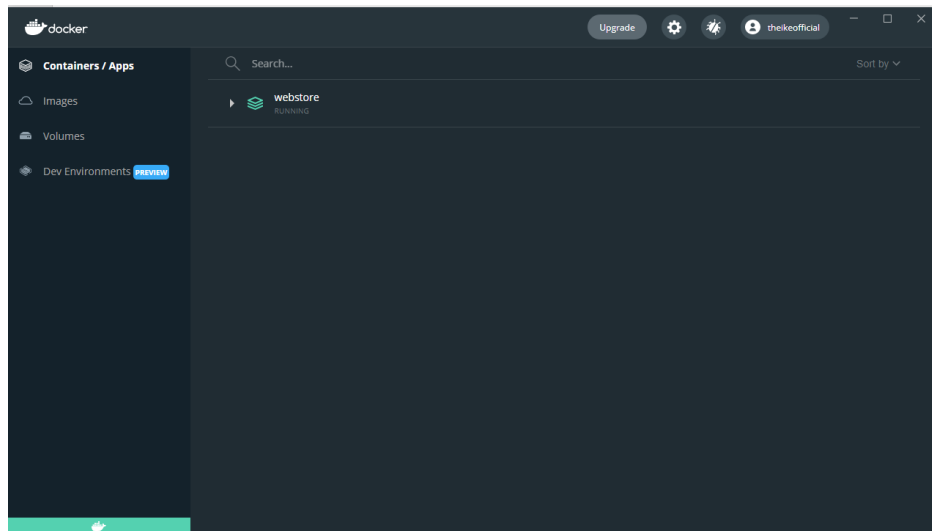 docker
Upgrade
theikeofficial
Containers / Apps
Images
Volumes
Dev Environments PREVIEW
Search...
Sort by
webstore
RUNNING